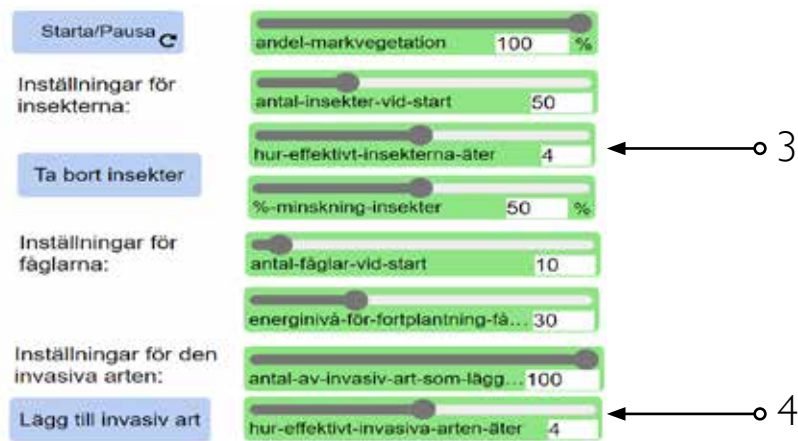 Starta/Pausa
andel-markvegetation 100 %
Inställningar för
insekterna:
antal-insekter-vid-start 50
hur-effektivt-insekterna-äter 4
3
Ta bort insekter
%-minskning-insekter 50 %
Inställningar för
fåglarna:
antal-fåglar-vid-start 10
energinivå-för-fortplantning-få... 30
Inställningar för den
invasiva arten:
antal-av-invasiv-art-som-lägg... 100
Lägg till invasiv art
hur-effektivt-invasiva-arten-äter 4
4